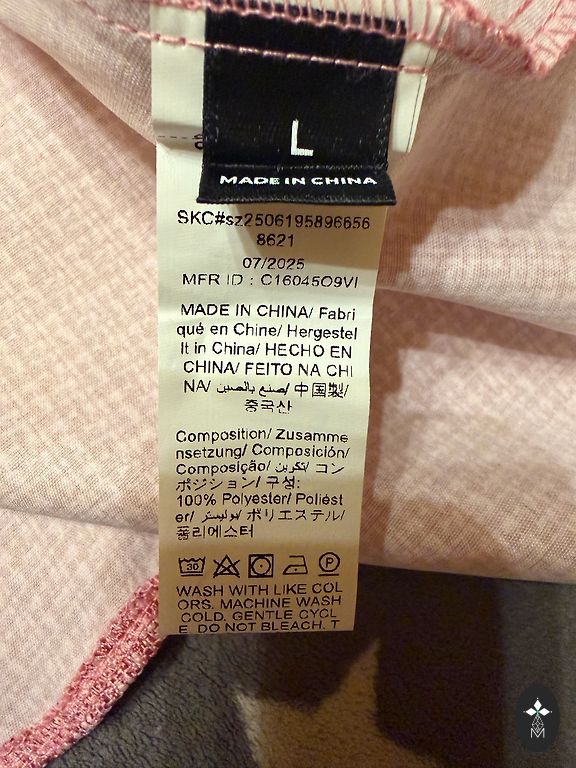 L
MADE IN CHINA
SKC#sz2506195896656
8621
07/2025
MFR ID : C16045O9VI
MADE IN CHINA/ Fabri
qué en Chine/ Hergestel
lt in China/ HECHO EN
CHINA/ FEITO NA CHI
NA/ صنع بالصين/ 中国製/
중국산
Composition/ Zusamme
nsetzung/ Composición/
Composição/ تكوين/ コン
ポジション/ 구성:
100% Polyester/ Poliést
er/ بوليستر/ ポリエステル/
폴리에스터
30 P
WASH WITH LIKE COL
ORS. MACHINE WASH
COLD. GENTLE CYCL
E. DO NOT BLEACH. T
M